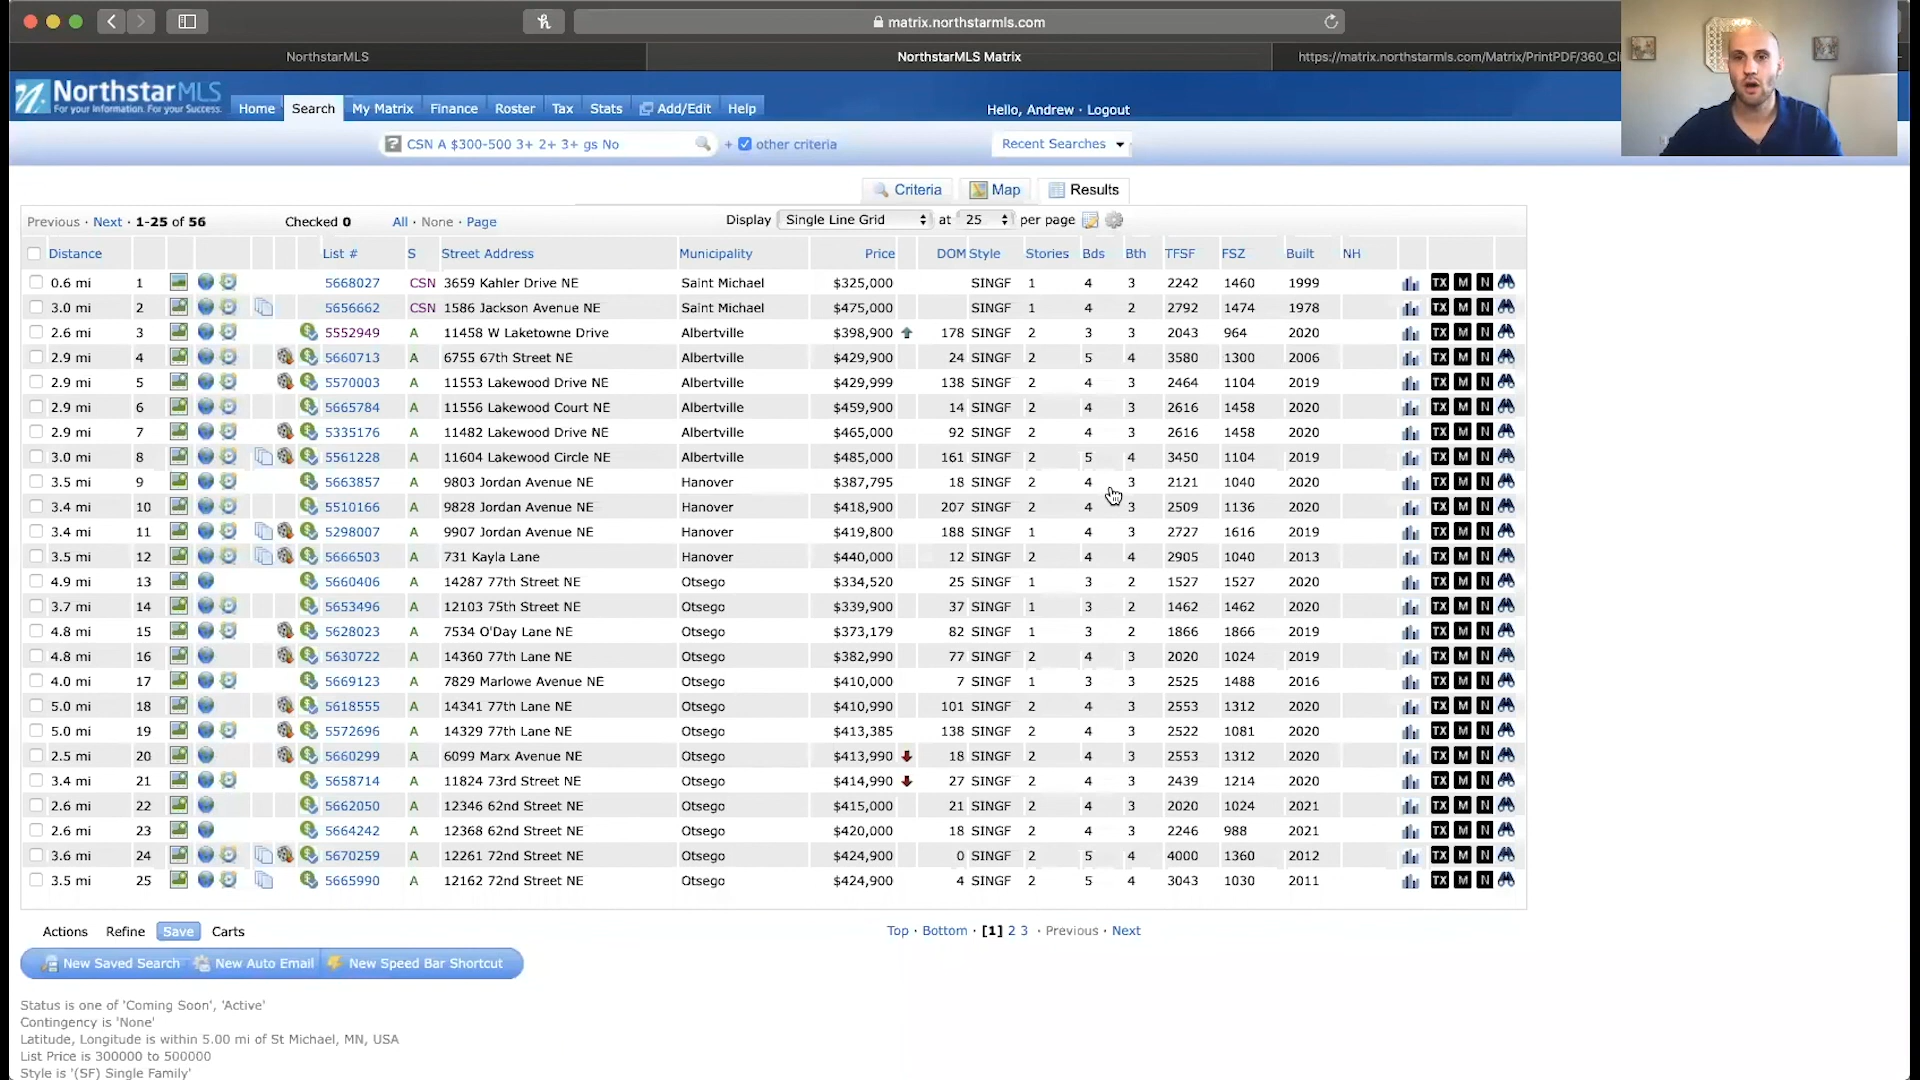 matrix.northstarmls.com
NorthstarMLS
NorthstarMLS Matrix
https://matrix.northstarmls.com/Matrix/PrintPDF/360_Cli
NorthstarMLS
For your Information. For your Success.
Home Search My Matrix Finance Roster Tax Stats Add/Edit Help
Hello, Andrew · Logout
? CSN A $300-500 3+ 2+ 3+ gs No + other criteria Recent Searches
Criteria Map Results
Previous · Next · 1-25 of 56 Checked 0 All · None · Page Display Single Line Grid at 25 per page
Distance List # S Street Address Municipality Price DOM Style Stories Bds Bth TFSF FSZ Built NH
0.6 mi 1 5668027 CSN 3659 Kahler Drive NE Saint Michael $325,000 SINGF 1 4 3 2242 1460 1999 TX M N
3.0 mi 2 5656662 CSN 1586 Jackson Avenue NE Saint Michael $475,000 SINGF 1 4 2 2792 1474 1978 TX M N
2.6 mi 3 5552949 A 11458 W Laketowne Drive Albertville $398,900 178 SINGF 2 3 3 2043 964 2020 TX M N
2.9 mi 4 5660713 A 6755 67th Street NE Albertville $429,900 24 SINGF 2 5 4 3580 1300 2006 TX M N
2.9 mi 5 5570003 A 11553 Lakewood Drive NE Albertville $429,999 138 SINGF 2 4 3 2464 1104 2019 TX M N
2.9 mi 6 5665784 A 11556 Lakewood Court NE Albertville $459,900 14 SINGF 2 4 3 2616 1458 2020 TX M N
2.9 mi 7 5335176 A 11482 Lakewood Drive NE Albertville $465,000 92 SINGF 2 4 3 2616 1458 2020 TX M N
3.0 mi 8 5561228 A 11604 Lakewood Circle NE Albertville $485,000 161 SINGF 2 5 4 3450 1104 2019 TX M N
3.5 mi 9 5663857 A 9803 Jordan Avenue NE Hanover $387,795 18 SINGF 2 4 3 2121 1040 2020 TX M N
3.4 mi 10 5510166 A 9828 Jordan Avenue NE Hanover $418,900 207 SINGF 2 4 3 2509 1136 2020 TX M N
3.4 mi 11 5298007 A 9907 Jordan Avenue NE Hanover $419,800 188 SINGF 1 4 3 2727 1616 2019 TX M N
3.5 mi 12 5666503 A 731 Kayla Lane Hanover $440,000 12 SINGF 2 4 4 2905 1040 2013 TX M N
4.9 mi 13 5660406 A 14287 77th Street NE Otsego $334,520 25 SINGF 1 3 2 1527 1527 2020 TX M N
3.7 mi 14 5653496 A 12103 75th Street NE Otsego $339,900 37 SINGF 1 3 2 1462 1462 2020 TX M N
4.8 mi 15 5628023 A 7534 O'Day Lane NE Otsego $373,179 82 SINGF 1 3 2 1866 1866 2019 TX M N
4.8 mi 16 5630722 A 14360 77th Lane NE Otsego $382,990 77 SINGF 2 4 3 2020 1024 2019 TX M N
4.0 mi 17 5669123 A 7829 Marlowe Avenue NE Otsego $410,000 7 SINGF 1 3 3 2525 1488 2016 TX M N
5.0 mi 18 5618555 A 14341 77th Lane NE Otsego $410,990 101 SINGF 2 4 3 2553 1312 2020 TX M N
5.0 mi 19 5572696 A 14329 77th Lane NE Otsego $413,385 138 SINGF 2 4 3 2522 1081 2020 TX M N
2.5 mi 20 5660299 A 6099 Marx Avenue NE Otsego $413,990 18 SINGF 2 4 3 2553 1312 2020 TX M N
3.4 mi 21 5658714 A 11824 73rd Street NE Otsego $414,990 27 SINGF 2 4 3 2439 1214 2020 TX M N
2.6 mi 22 5662050 A 12346 62nd Street NE Otsego $415,000 21 SINGF 2 4 3 2020 1024 2021 TX M N
2.6 mi 23 5664242 A 12368 62nd Street NE Otsego $420,000 18 SINGF 2 4 3 2246 988 2021 TX M N
3.6 mi 24 5670259 A 12261 72nd Street NE Otsego $424,900 0 SINGF 2 5 4 4000 1360 2012 TX M N
3.5 mi 25 5665990 A 12162 72nd Street NE Otsego $424,900 4 SINGF 2 5 4 3043 1030 2011 TX M N
Actions Refine Save Carts Top · Bottom · [1] 2 3 · Previous · Next
New Saved Search New Auto Email New Speed Bar Shortcut
Status is one of 'Coming Soon', 'Active'
Contingency is 'None'
Latitude, Longitude is within 5.00 mi of St Michael, MN, USA
List Price is 300000 to 500000
Style is '(SF) Single Family'